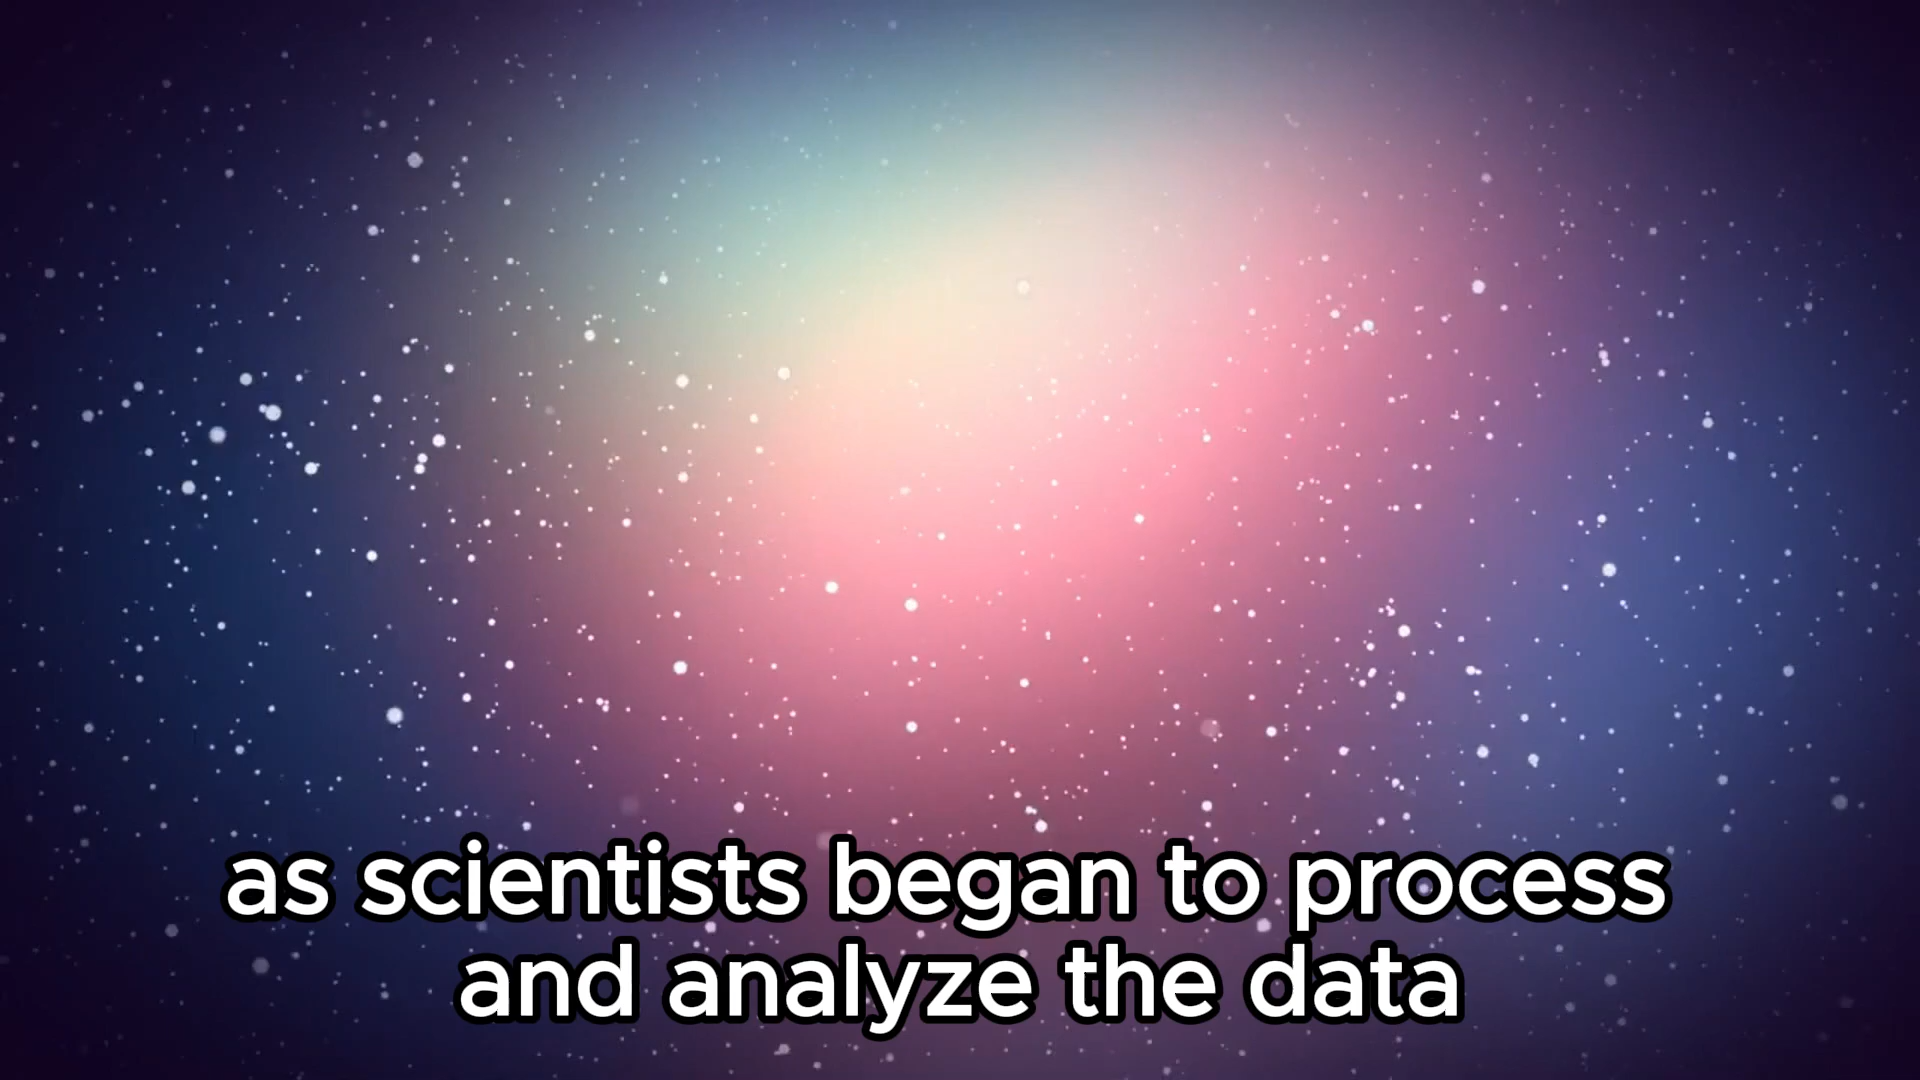 as scientists began to process
and analyze the data